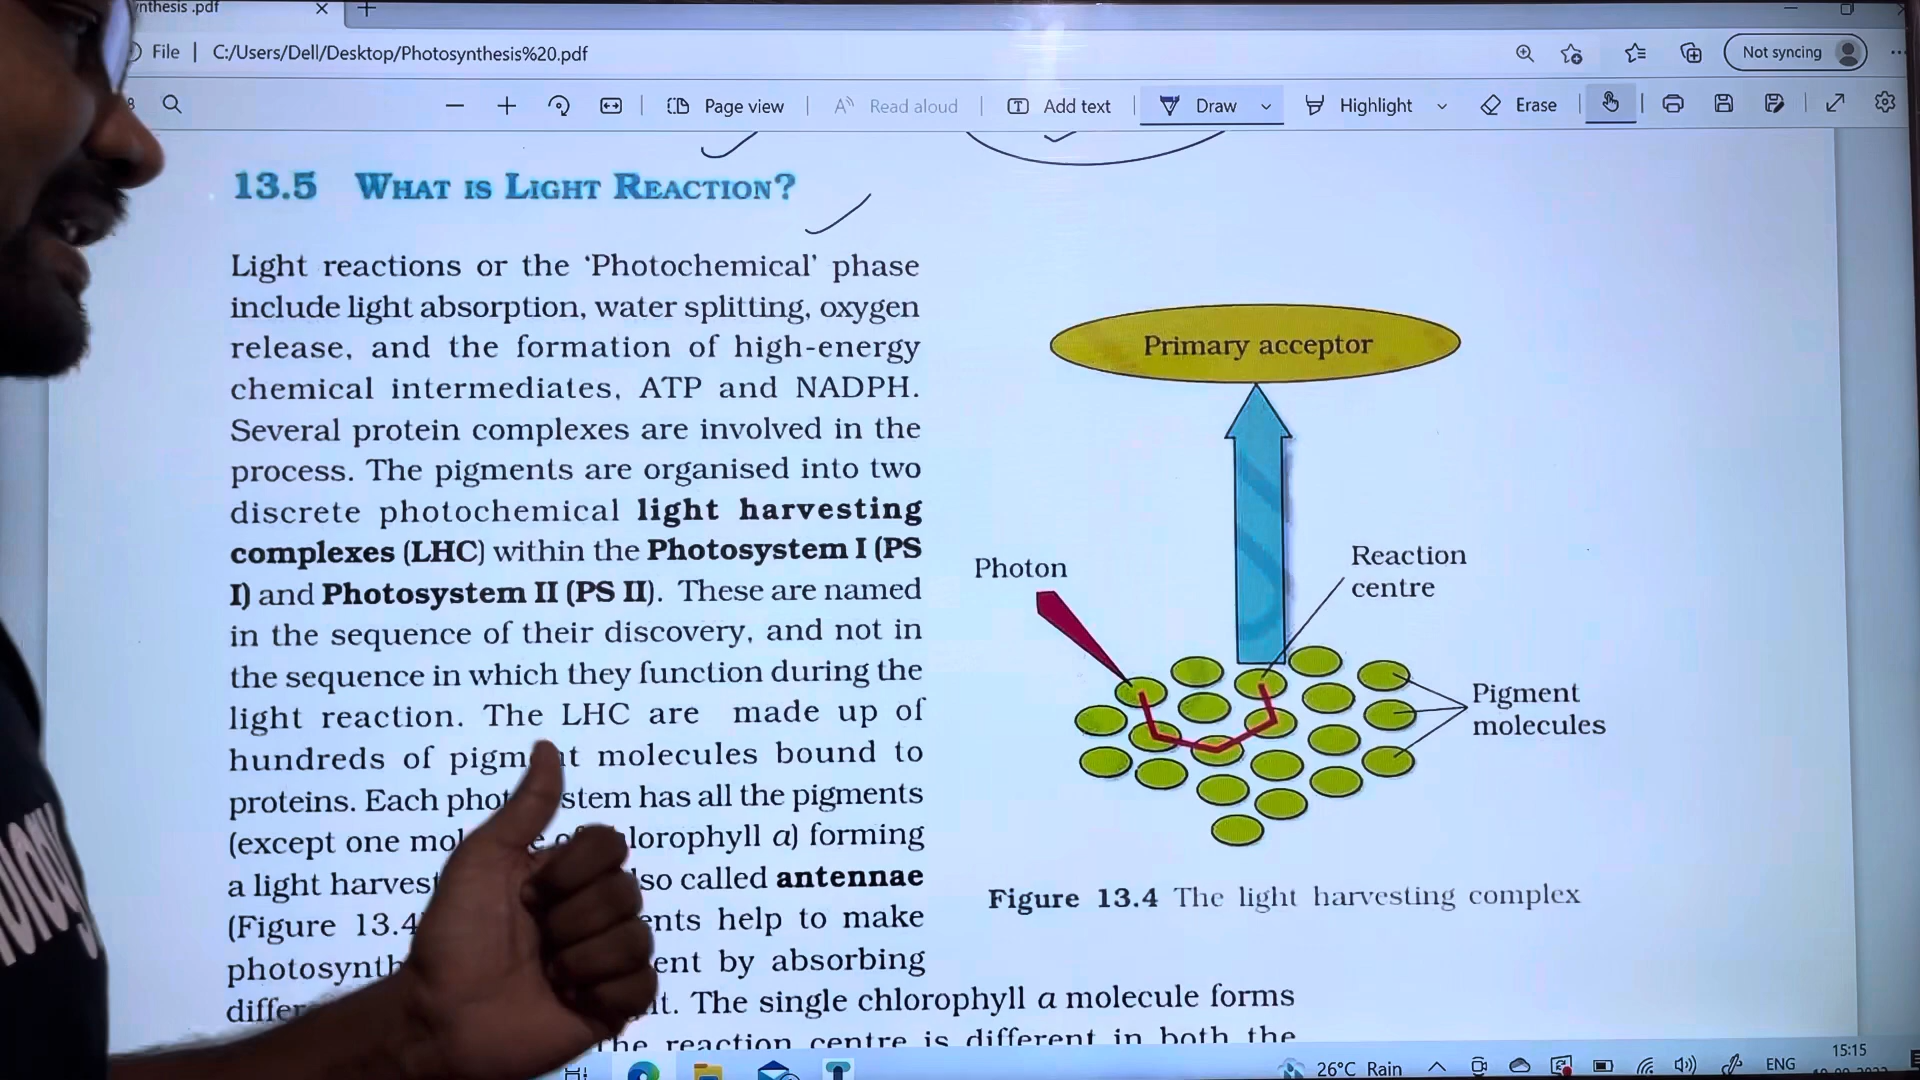 nthesis .pdf
File | C:/Users/Dell/Desktop/Photosynthesis%20.pdf
Not syncing
Page view
Read aloud
Add text
Draw
Highlight
Erase
13.5 WHAT IS LIGHT REACTION?
Light reactions or the ‘Photochemical’ phase
include light absorption, water splitting, oxygen
release, and the formation of high-energy
chemical intermediates, ATP and NADPH.
Several protein complexes are involved in the
process. The pigments are organised into two
discrete photochemical light harvesting
complexes (LHC) within the Photosystem I (PS
I) and Photosystem II (PS II). These are named
in the sequence of their discovery, and not in
the sequence in which they function during the
light reaction. The LHC are made up of
hundreds of pigm t molecules bound to
proteins. Each phot stem has all the pigments
(except one mol e of hlorophyll a) forming
a light harvest lso called antennae
(Figure 13.4 ents help to make
photosynth ent by absorbing
differ t. The single chlorophyll a molecule forms
he reaction centre is different in both the
Primary acceptor
Photon
Reaction
centre
Pigment
molecules
Figure 13.4 The light harvesting complex
26°C Rain
ENG
15:15